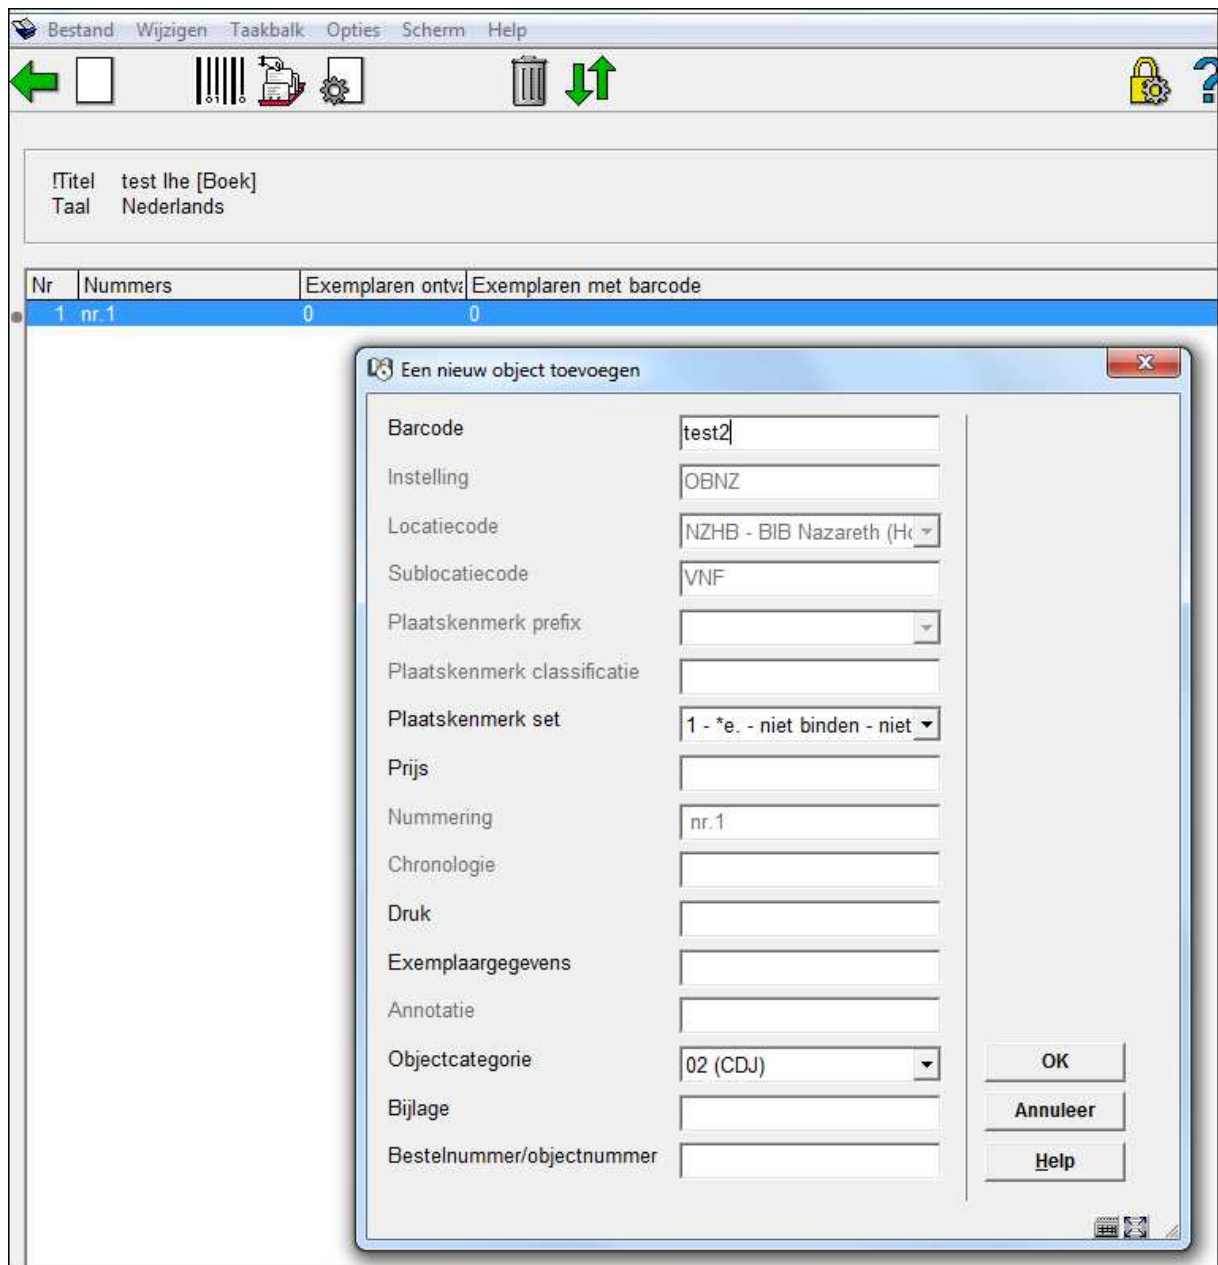 Bestand Wijzigen Taakbalk Opties Scherm Help
!Titel test lhe [Boek]
Taal Nederlands
Nr Nummers Exemplaren ontva Exemplaren met barcode
1 nr.1 0 0
Een nieuw object toevoegen
Barcode test2
Instelling OBNZ
Locatiecode NZHB - BIB Nazareth (Ho
Sublocatiecode VNF
Plaatskenmerk prefix
Plaatskenmerk classificatie
Plaatskenmerk set 1 - *e. - niet binden - niet
Prijs
Nummering nr.1
Chronologie
Druk
Exemplaargegevens
Annotatie
Objectcategorie 02 (CDJ) OK
Bijlage Annuleer
Bestelnummer/objectnummer Help